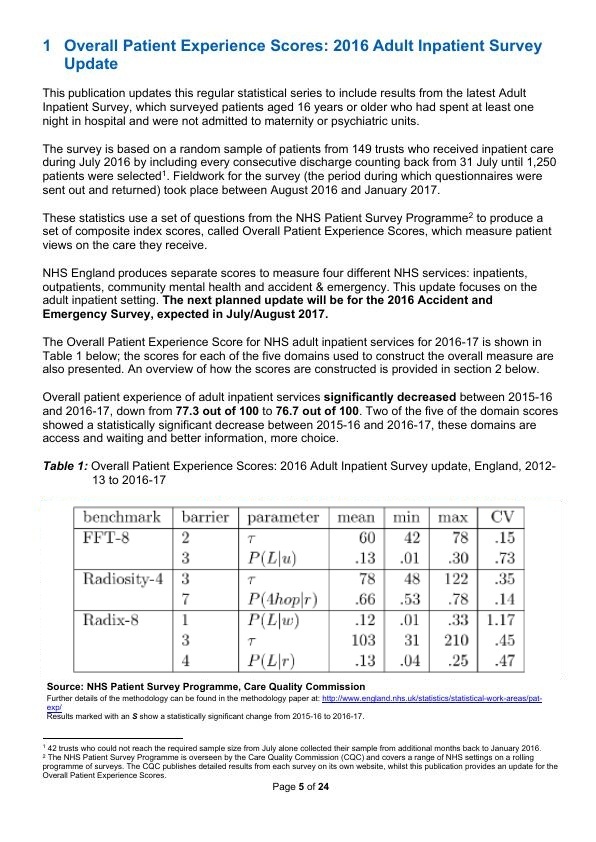 1 Overall Patient Experience Scores: 2016 Adult Inpatient Survey
Update
This publication updates this regular statistical series to include results from the latest Adult
Inpatient Survey, which surveyed patients aged 16 years or older who had spent at least one
night in hospital and were not admitted to maternity or psychiatric units.
The survey is based on a random sample of patients from 149 trusts who received inpatient care
during July 2016 by including every consecutive discharge counting back from 31 July until 1,250
patients were selected¹. Fieldwork for the survey (the period during which questionnaires were
sent out and returned) took place between August 2016 and January 2017.
These statistics use a set of questions from the NHS Patient Survey Programme² to produce a
set of composite index scores, called Overall Patient Experience Scores, which measure patient
views on the care they receive.
NHS England produces separate scores to measure four different NHS services: inpatients,
outpatients, community mental health and accident & emergency. This update focuses on the
adult inpatient setting. The next planned update will be for the 2016 Accident and
Emergency Survey, expected in July/August 2017.
The Overall Patient Experience Score for NHS adult inpatient services for 2016-17 is shown in
Table 1 below; the scores for each of the five domains used to construct the overall measure are
also presented. An overview of how the scores are constructed is provided in section 2 below.
Overall patient experience of adult inpatient services significantly decreased between 2015-16
and 2016-17, down from 77.3 out of 100 to 76.7 out of 100. Two of the five of the domain scores
showed a statistically significant decrease between 2015-16 and 2016-17, these domains are
access and waiting and better information, more choice.
Table 1: Overall Patient Experience Scores: 2016 Adult Inpatient Survey update, England, 2012-
13 to 2016-17
benchmark barrier parameter mean min max CV
FFT-8 2 τ 60 42 78 .15
3 P(L|u) .13 .01 .30 .73
Radiosity-4 3 τ 78 48 122 .35
7 P(4hop|r) .66 .53 .78 .14
Radix-8 1 P(L|w) .12 .01 .33 1.17
3 τ 103 31 210 .45
4 P(L|r) .13 .04 .25 .47
Source: NHS Patient Survey Programme, Care Quality Commission
Further details of the methodology can be found in the methodology paper at: http://www.england.nhs.uk/statistics/statistical-work-areas/pat-
exp/
Results marked with an S show a statistically significant change from 2015-16 to 2016-17.
¹ 42 trusts who could not reach the required sample size from July alone collected their sample from additional months back to January 2016.
² The NHS Patient Survey Programme is overseen by the Care Quality Commission (CQC) and covers a range of NHS settings on a rolling
programme of surveys. The CQC publishes detailed results from each survey on its own website, whilst this publication provides an update for the
Overall Patient Experience Scores.
Page 5 of 24